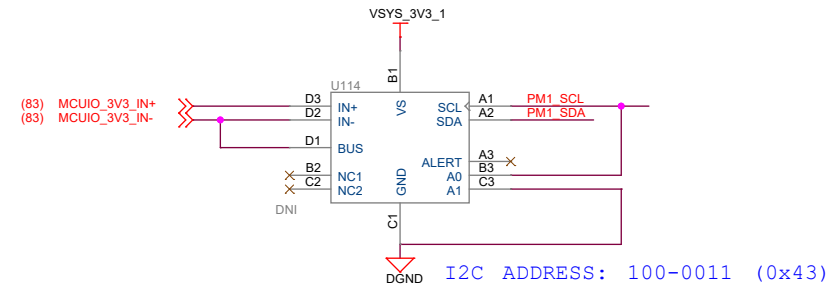 VSYS_3V3_1
B1
U114
(83) MCUIO_3V3_IN+ D3 IN+ VS SCL A1 PM1_SCL
(83) MCUIO_3V3_IN- D2 IN- SDA A2 PM1_SDA
D1 BUS
ALERT A3
B2 NC1 GND A0 B3
C2 NC2 A1 C3
DNI
C1
DGND
I2C ADDRESS: 100-0011 (0x43)